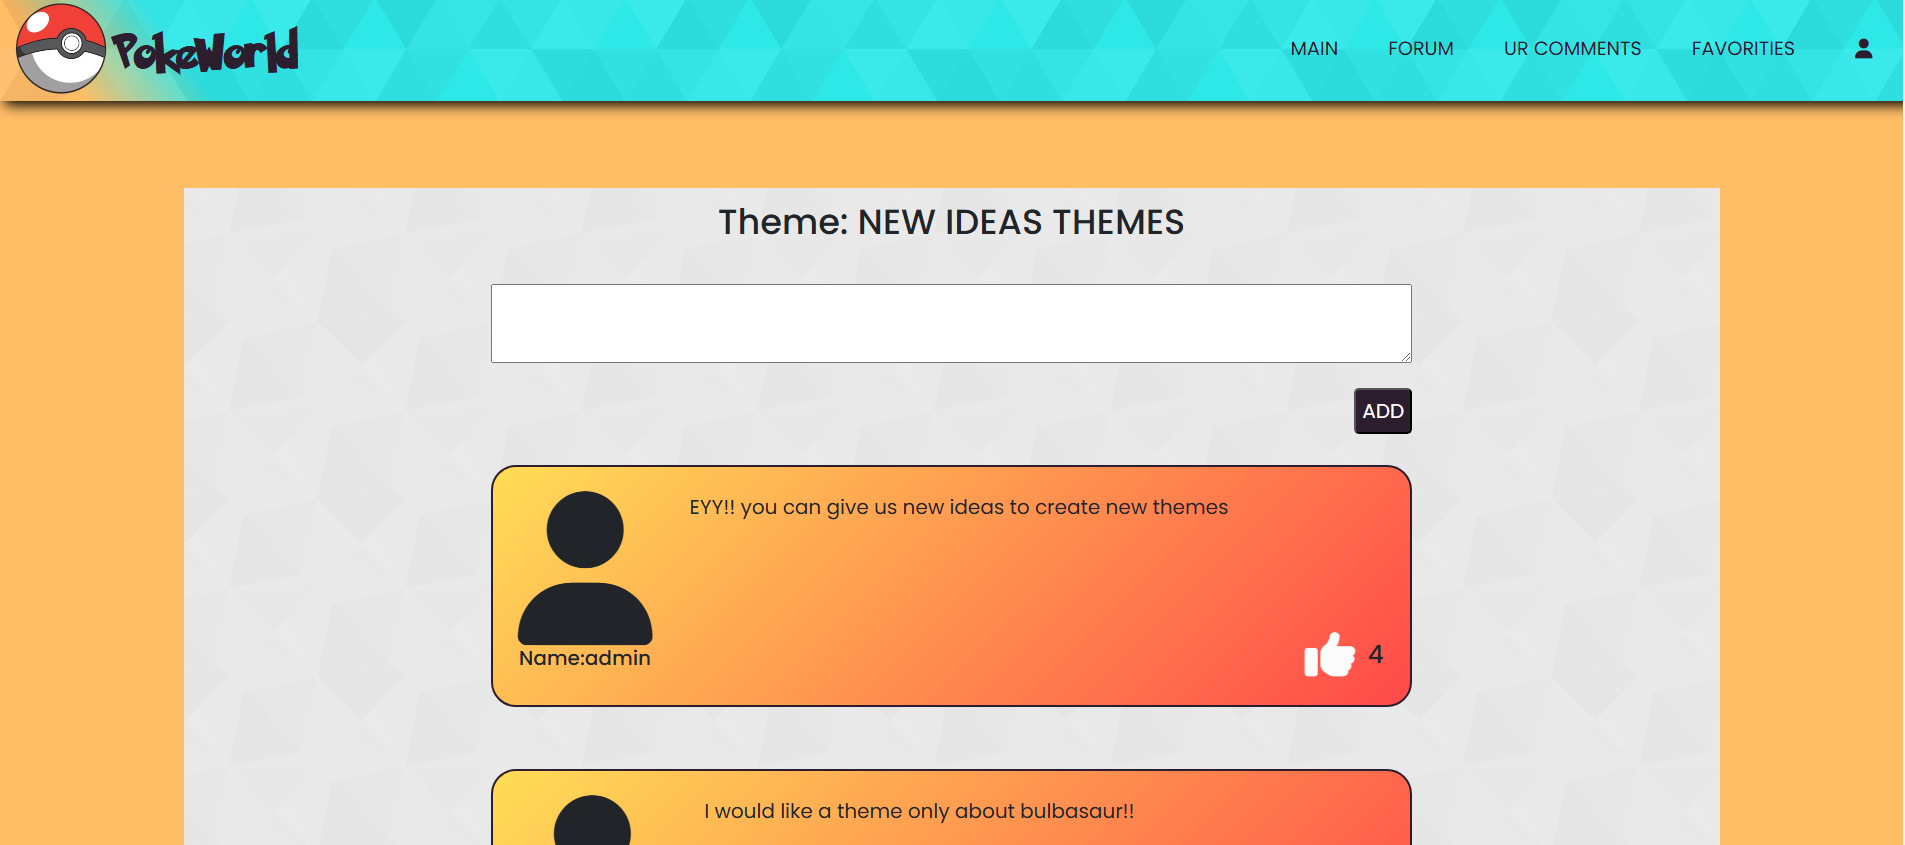 PokeWorld
MAIN FORUM UR COMMENTS FAVORITIES
Theme: NEW IDEAS THEMES
ADD
EYY!! you can give us new ideas to create new themes
Name:admin
4
I would like a theme only about bulbasaur!!